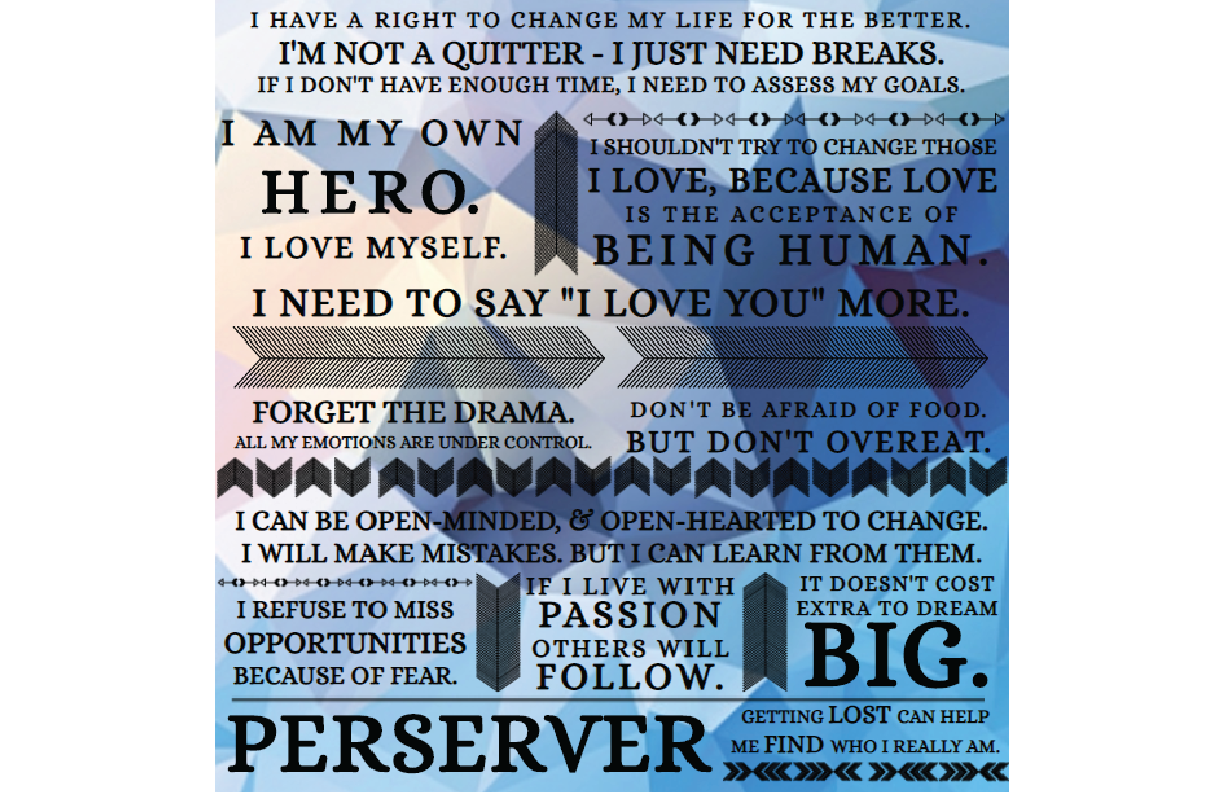 I HAVE A RIGHT TO CHANGE MY LIFE FOR THE BETTER.
I'M NOT A QUITTER - I JUST NEED BREAKS.
IF I DON'T HAVE ENOUGH TIME, I NEED TO ASSESS MY GOALS.
I AM MY OWN
HERO.
I LOVE MYSELF.
I SHOULDN'T TRY TO CHANGE THOSE
I LOVE, BECAUSE LOVE
IS THE ACCEPTANCE OF
BEING HUMAN.
I NEED TO SAY "I LOVE YOU" MORE.
FORGET THE DRAMA.
ALL MY EMOTIONS ARE UNDER CONTROL.
DON'T BE AFRAID OF FOOD.
BUT DON'T OVEREAT.
I CAN BE OPEN-MINDED, & OPEN-HEARTED TO CHANGE.
I WILL MAKE MISTAKES. BUT I CAN LEARN FROM THEM.
I REFUSE TO MISS
OPPORTUNITIES
BECAUSE OF FEAR.
IF I LIVE WITH
PASSION
OTHERS WILL
FOLLOW.
IT DOESN'T COST
EXTRA TO DREAM
BIG.
PERSERVER
GETTING LOST CAN HELP
ME FIND WHO I REALLY AM.